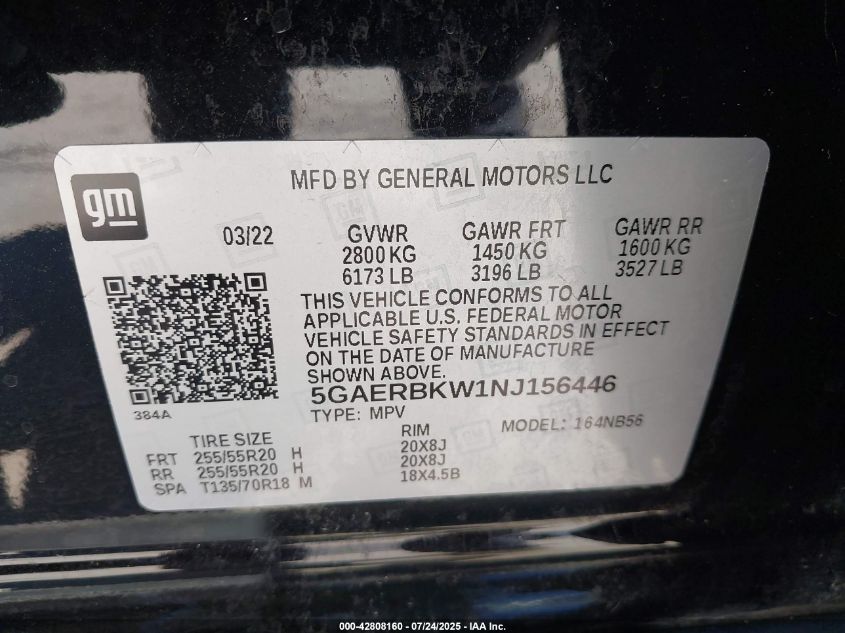 MFD BY GENERAL MOTORS LLC
gm
03/22 GVWR GAWR FRT GAWR RR
2800 KG 1450 KG 1600 KG
6173 LB 3196 LB 3527 LB
THIS VEHICLE CONFORMS TO ALL
APPLICABLE U.S. FEDERAL MOTOR
VEHICLE SAFETY STANDARDS IN EFFECT
ON THE DATE OF MANUFACTURE
SHOWN ABOVE.
5GAERBKW1NJ156446
384A
TYPE: MPV
MODEL: 164NB56
TIRE SIZE RIM
FRT 255/55R20 H 20X8J
RR 255/55R20 H 20X8J
SPA T135/70R18 M 18X4.5B
000-42808160 - 07/24/2025 - IAA Inc.